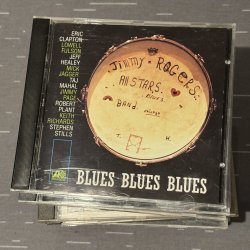 ERIC
CLAPTON
LOWELL
FULSON
JEFF
HEALEY
MICK
JAGGER
TAJ
MAHAL
JIMMY
PAGE
ROBERT
PLANT
KEITH
RICHARDS
STEPHEN
STILLS
JIMMY ROGERS
ALL STARS
BLUES
BAND
BLUES BLUES BLUES